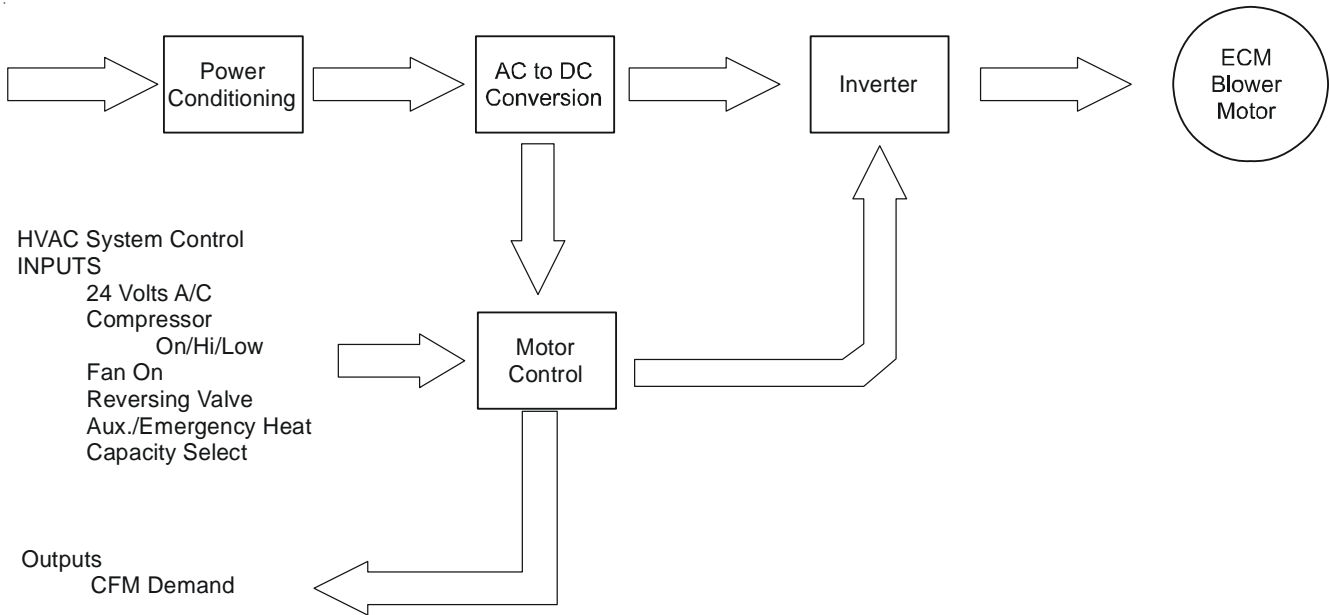 Power
Conditioning
AC to DC
Conversion
Inverter
ECM
Blower
Motor
HVAC System Control
INPUTS
24 Volts A/C
Compressor
On/Hi/Low
Fan On
Reversing Valve
Aux./Emergency Heat
Capacity Select
Motor
Control
Outputs
CFM Demand